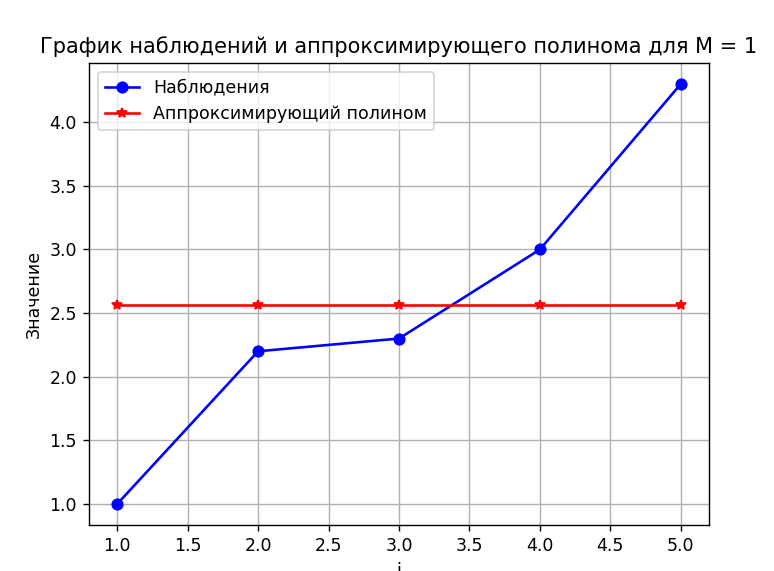 График наблюдений и аппроксимирующего полинома для M = 1
Наблюдения
Аппроксимирующий полином
4.0
3.5
3.0
2.5
2.0
1.5
1.0
Значение
1.0 1.5 2.0 2.5 3.0 3.5 4.0 4.5 5.0